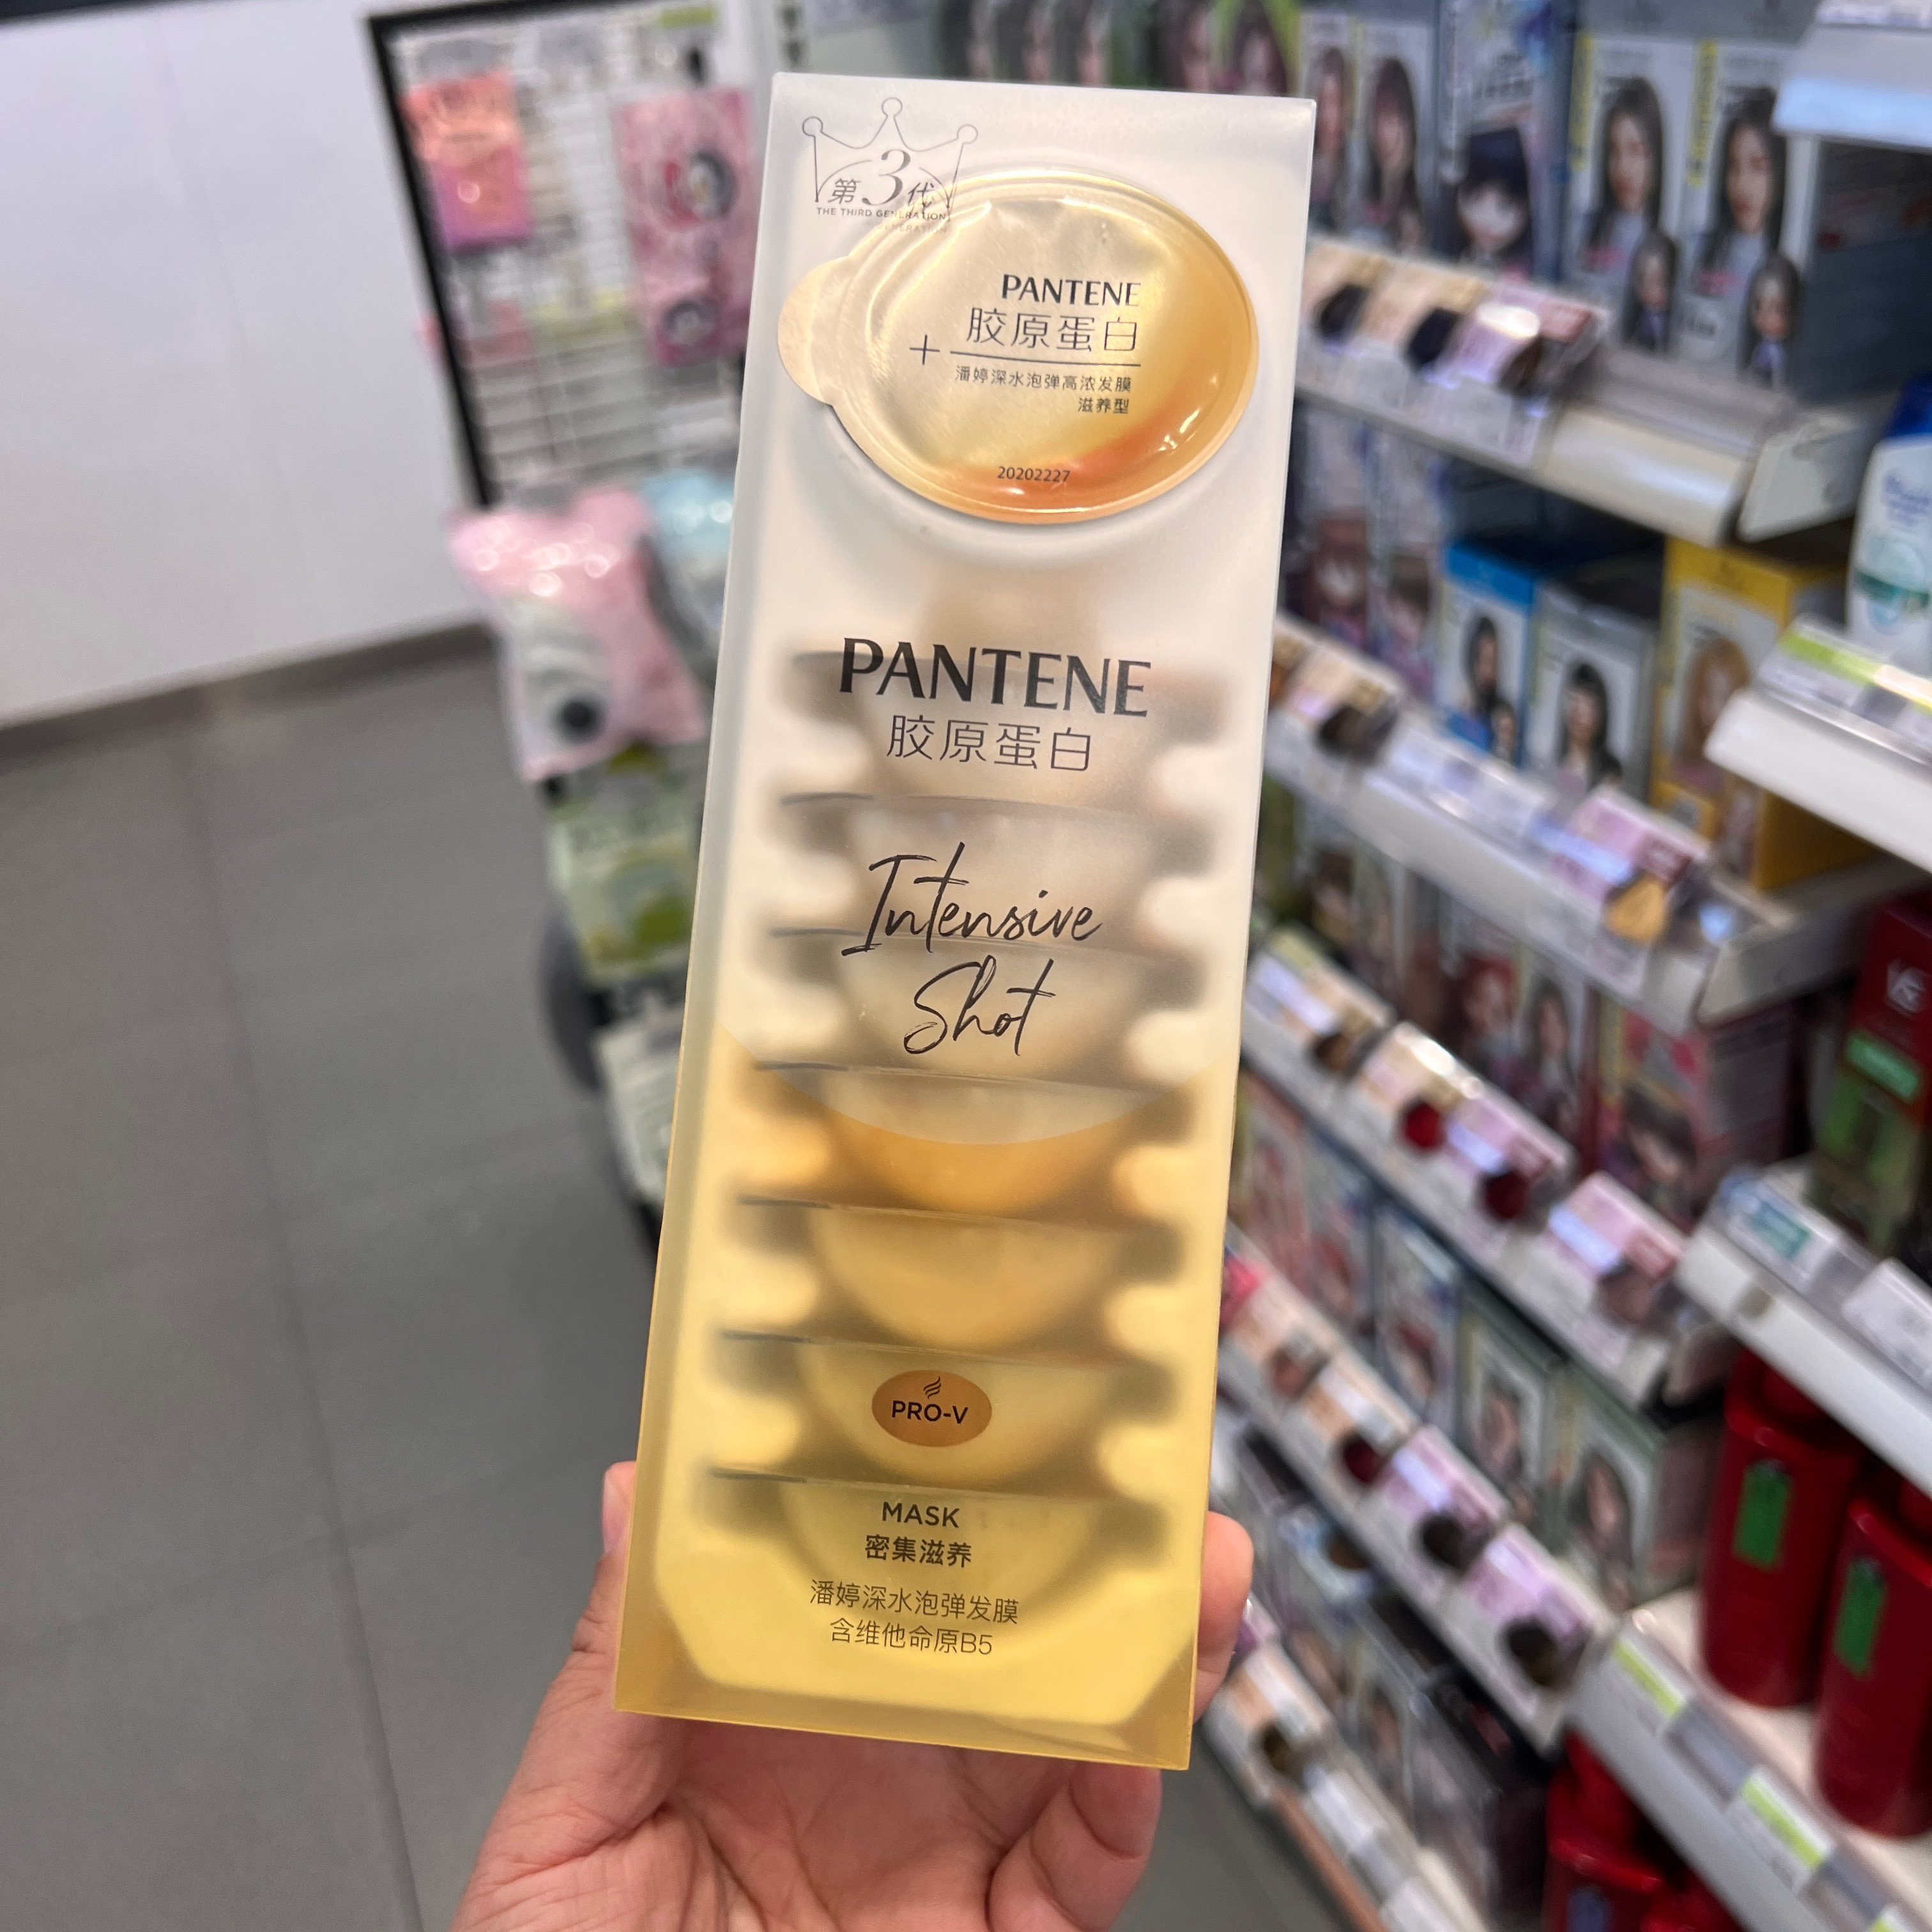 第3代
THE THIRD GENERATION
PANTENE
胶原蛋白
+
潘婷深水泡弹高浓发膜
滋养型
20202227
PANTENE
胶原蛋白
Intensive
Shot
PRO-V
MASK
密集滋养
潘婷深水泡弹发膜
含维他命原B5